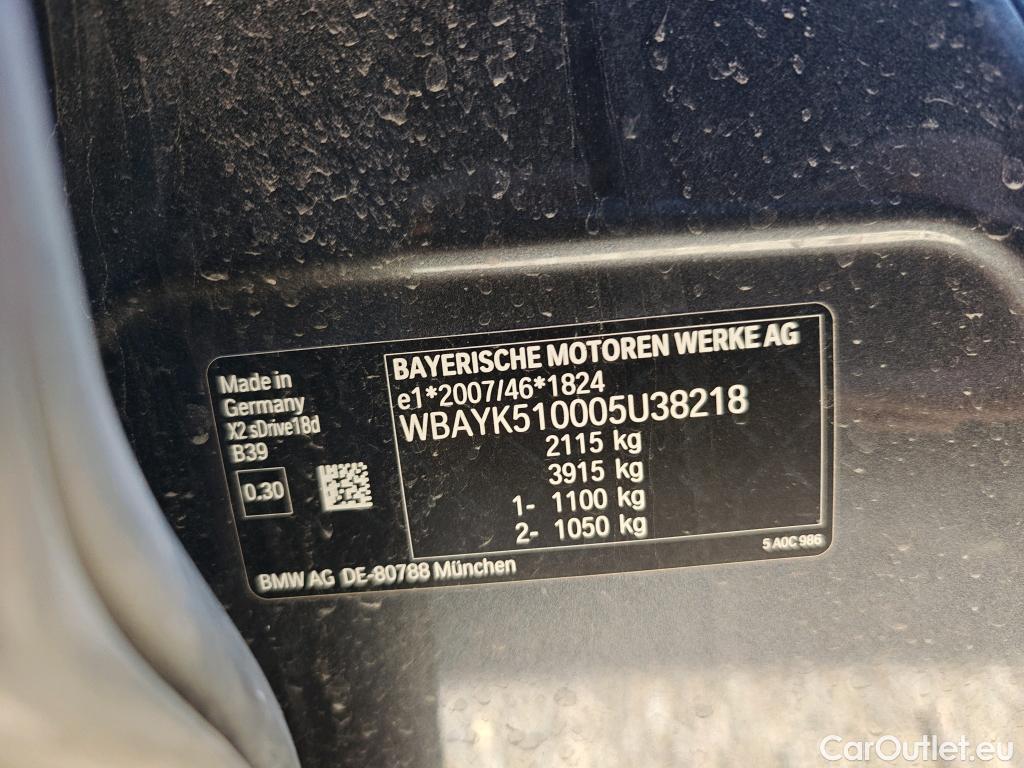 Made in
Germany
X2 sDrive18d
B39
0.30
BAYERISCHE MOTOREN WERKE AG
e1*2007/46*1824
WBAYK510005U38218
2115 kg
3915 kg
1- 1100 kg
2- 1050 kg
5 A0C 986
BMW AG DE-80788 München
CarOutlet.eu